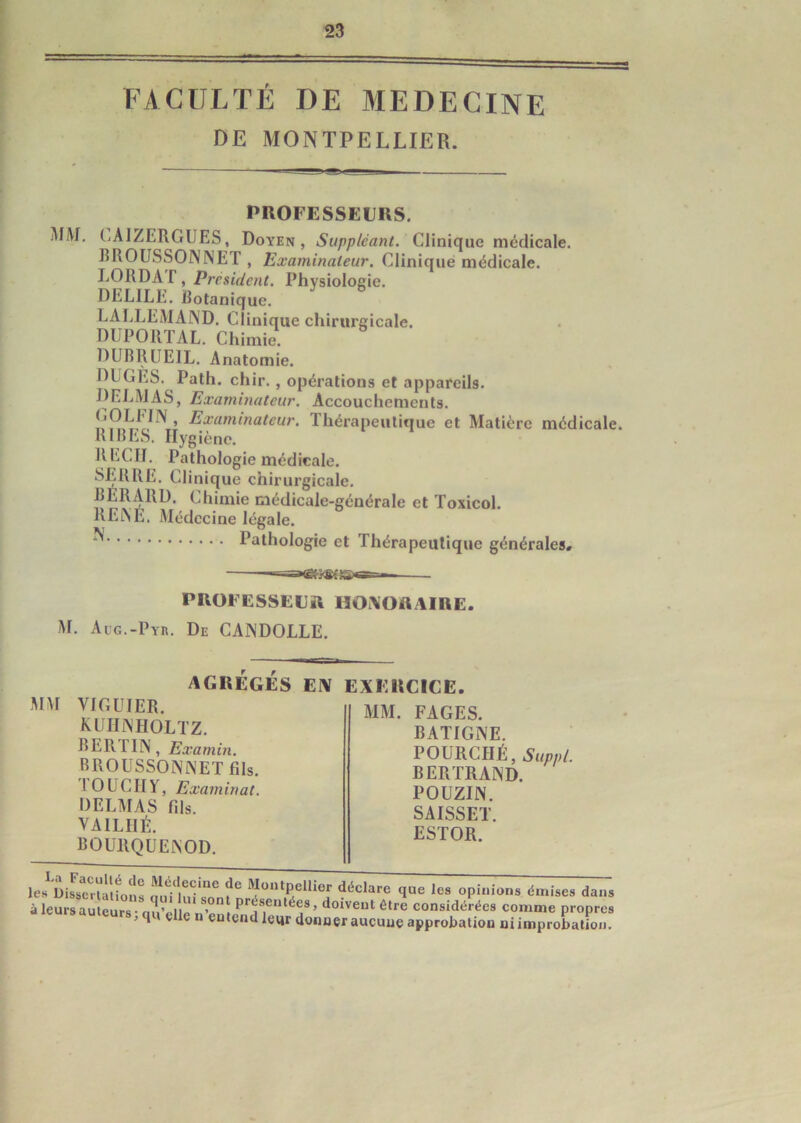 23
FACULTÉ DE MEDECINE
DE MONTPELLIER.
PROFESSEURS.
MM. CAIZERGUES, Doyen, Suppléant. Clinique médicale.
BROUSSONNET, Examinateur. Clinique médicale.
LORDAT, Président. Physiologie.
DELILE. Botanique.
LALLEMAND. Clinique chirurgicale.
DUPORTAL. Chimie.
DUBRUEIL. Anatomie.
DUGÈS. Path. chir., opérations et appareils.
DELMAS, Examinateur. Accouchements.
GOLFIN, Examinateur. Thérapeutique et Matière médicale.
RIBES. Hygiène.
RECH. Pathologie médicale.
SERRE. Clinique chirurgicale.
BÉRARD. Chimie médicale-générale et Toxicol.
RENÉ. Médecine légale.
N............. Pathologie et Thérapeutique générales.
PROFESSEUR HONORAIRE.
M. Aug.-Pyr. De CANDOLLE.
AGRÉGÉS EN EXERCICE.
MM VIGUIER.
KUHNHOLTZ.
BERTIN, Examin.
BROUSSONNET fils.
TOUCHY, Examinat.
DELMAS fils.
VAILHÉ.
BOURQUENOD.
MM. FAGES.
BATIGNE.
POURCHÉ, Suppl.
BERTRAND.
POUZIN.
SAISSET.
ESTOR.
La Faculté de Médecine de Montpellier déclare que les opinions émises dans
les Dissertations qui lui sont présentées, doivent être considérées comme propres
à leurs auteurs; qu'elle n'entend leur donner aucune approbation ni improbation.